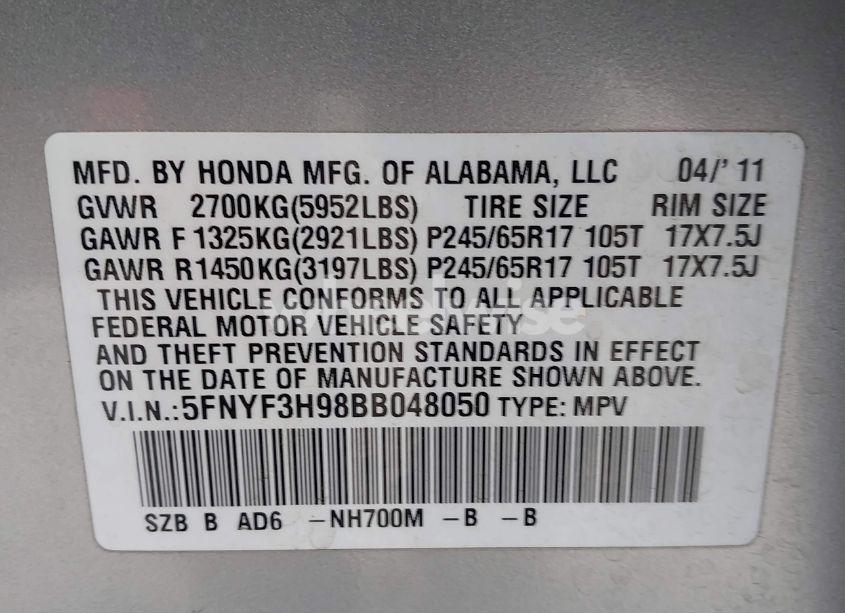 MFD. BY HONDA MFG. OF ALABAMA, LLC 04/'11
GVWR 2700KG(5952LBS) TIRE SIZE RIM SIZE
GAWR F 1325KG(2921LBS) P245/65R17 105T 17X7.5J
GAWR R1450KG(3197LBS) P245/65R17 105T 17X7.5J
THIS VEHICLE CONFORMS TO ALL APPLICABLE
FEDERAL MOTOR VEHICLE SAFETY
AND THEFT PREVENTION STANDARDS IN EFFECT
ON THE DATE OF MANUFACTURE SHOWN ABOVE.
V.I.N.:5FNYF3H98BB048050 TYPE: MPV
SZB B AD6 -NH700M -B -B